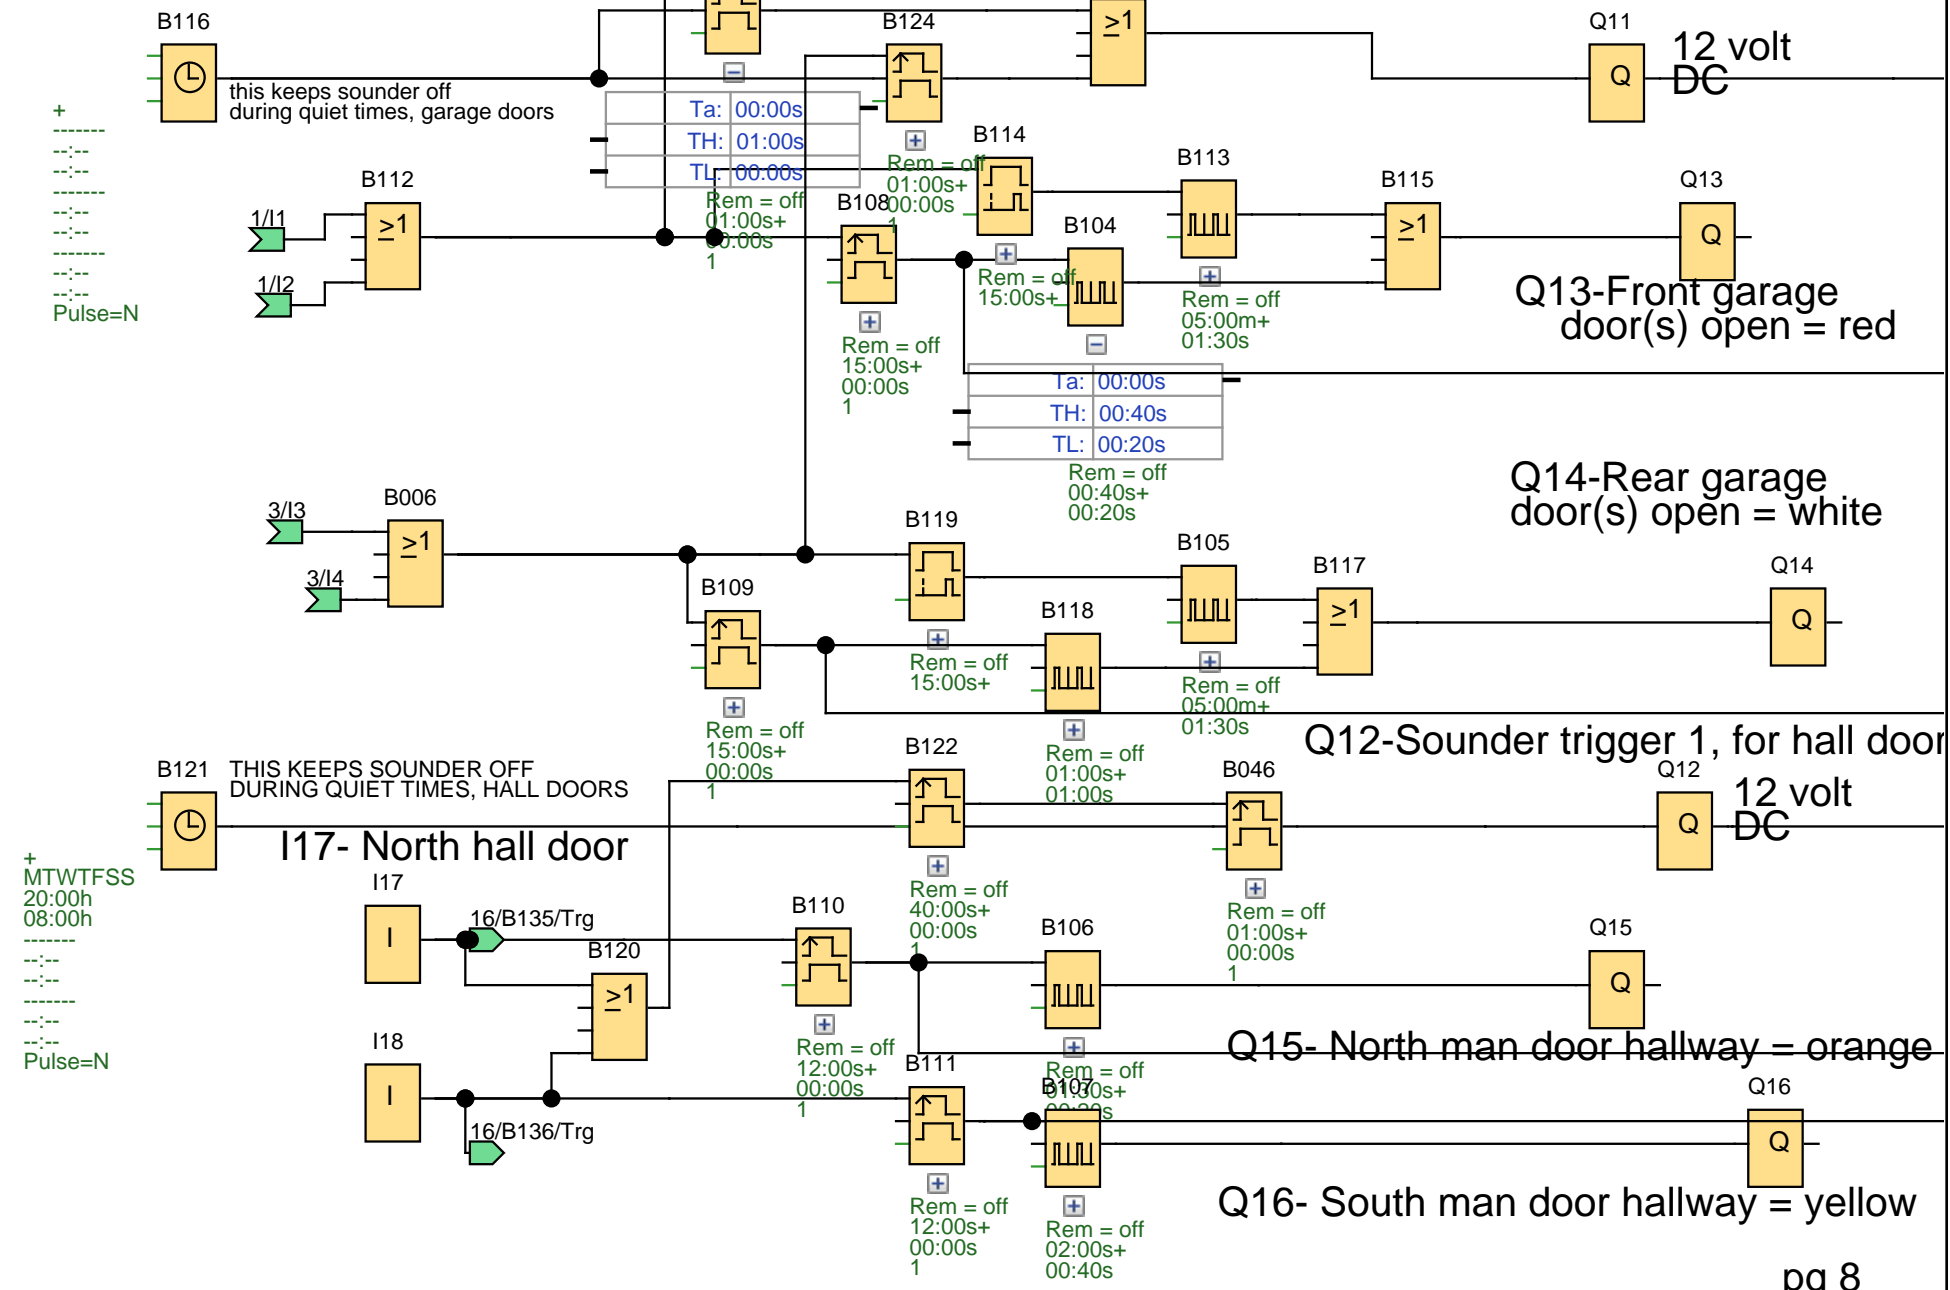 B116
this keeps sounder off
during quiet times, garage doors
B124
≥1
Q11
Q
12 volt
DC
Ta: 00:00s
TH: 01:00s
TL: 00:00s
Rem = off
01:00s+
00:00s
1
Rem = off
01:00s+
00:00s
1
+
-------
--:--
--:--
-------
--:--
--:--
-------
--:--
--:--
Pulse=N
B112
1/I1
≥1
1/I2
B108
Rem = off
15:00s+
00:00s
1
B114
Rem = off
15:00s+
B104
B113
Rem = off
05:00m+
01:30s
B115
≥1
Q13
Q
Q13-Front garage
door(s) open = red
Ta: 00:00s
TH: 00:40s
TL: 00:20s
Rem = off
00:40s+
00:20s
Q14-Rear garage
door(s) open = white
3/I3
B006
≥1
3/I4
B119
Rem = off
15:00s+
B109
Rem = off
15:00s+
00:00s
1
B118
Rem = off
01:00s+
01:00s
B105
Rem = off
05:00m+
01:30s
B117
≥1
Q14
Q
Q12-Sounder trigger 1, for hall door
B121
THIS KEEPS SOUNDER OFF
DURING QUIET TIMES, HALL DOORS
B122
Rem = off
40:00s+
00:00s
1
B046
Rem = off
01:00s+
00:00s
1
Q12
Q
12 volt
DC
I17- North hall door
+
MTWTFSS
20:00h
08:00h
-------
--:--
--:--
-------
--:--
--:--
Pulse=N
I17
I
16/B135/Trg
B120
≥1
B110
Rem = off
12:00s+
00:00s
1
B106
Rem = off
01:30s+
Q15
Q
Q15- North man door hallway = orange
I18
I
16/B136/Trg
B111
Rem = off
12:00s+
00:00s
1
B107
Rem = off
02:00s+
00:40s
Q16
Q
Q16- South man door hallway = yellow
pg 8